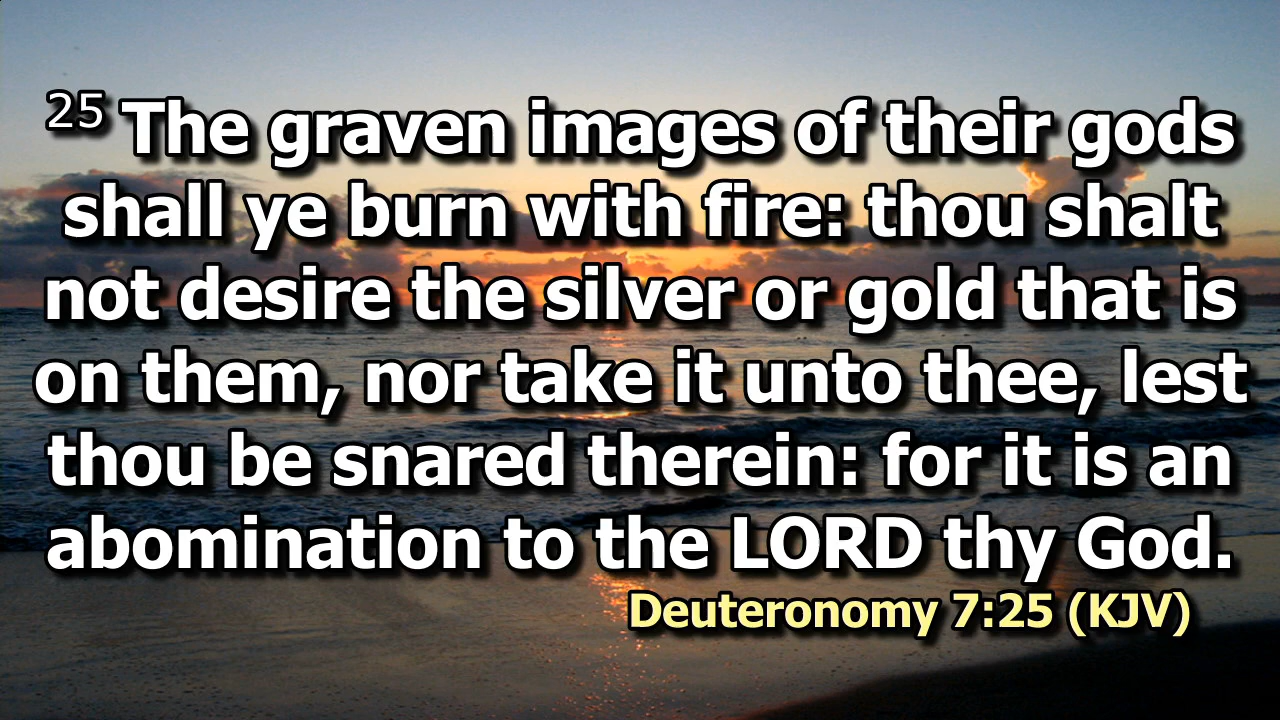 25 The graven images of their gods
shall ye burn with fire: thou shalt
not desire the silver or gold that is
on them, nor take it unto thee, lest
thou be snared therein: for it is an
abomination to the LORD thy God.
Deuteronomy 7:25 (KJV)